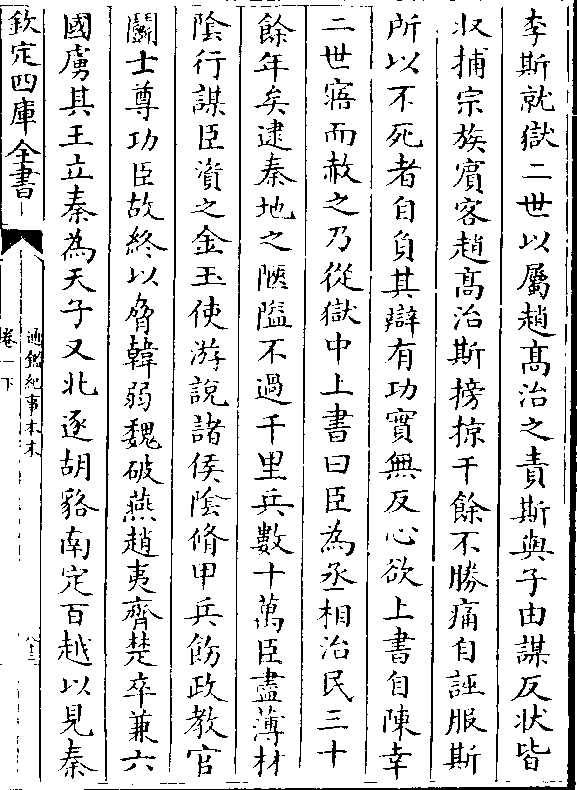 李斯就獄二世以屬趙髙治之責斯與子由謀反状皆
収捕宗族賔客趙髙治斯搒掠千餘不勝痛自誣服斯
所以不死者自負其辯有功實無反心欲上書自陳幸
二世寤而赦之乃從獄中上書曰臣為丞相治民三十
餘年矣逮秦地之陿隘不過千里兵數十萬臣盡薄材
陰行謀臣資之金玉使游說諸侯陰脩甲兵飭政教官
鬭士尊功臣故終以脅韓弱魏破燕趙夷齊楚卒兼六
國虜其王立秦為天子又北逐胡貉南定百越以見秦
欽定四庫全書
通鑑紀事本末
卷一下